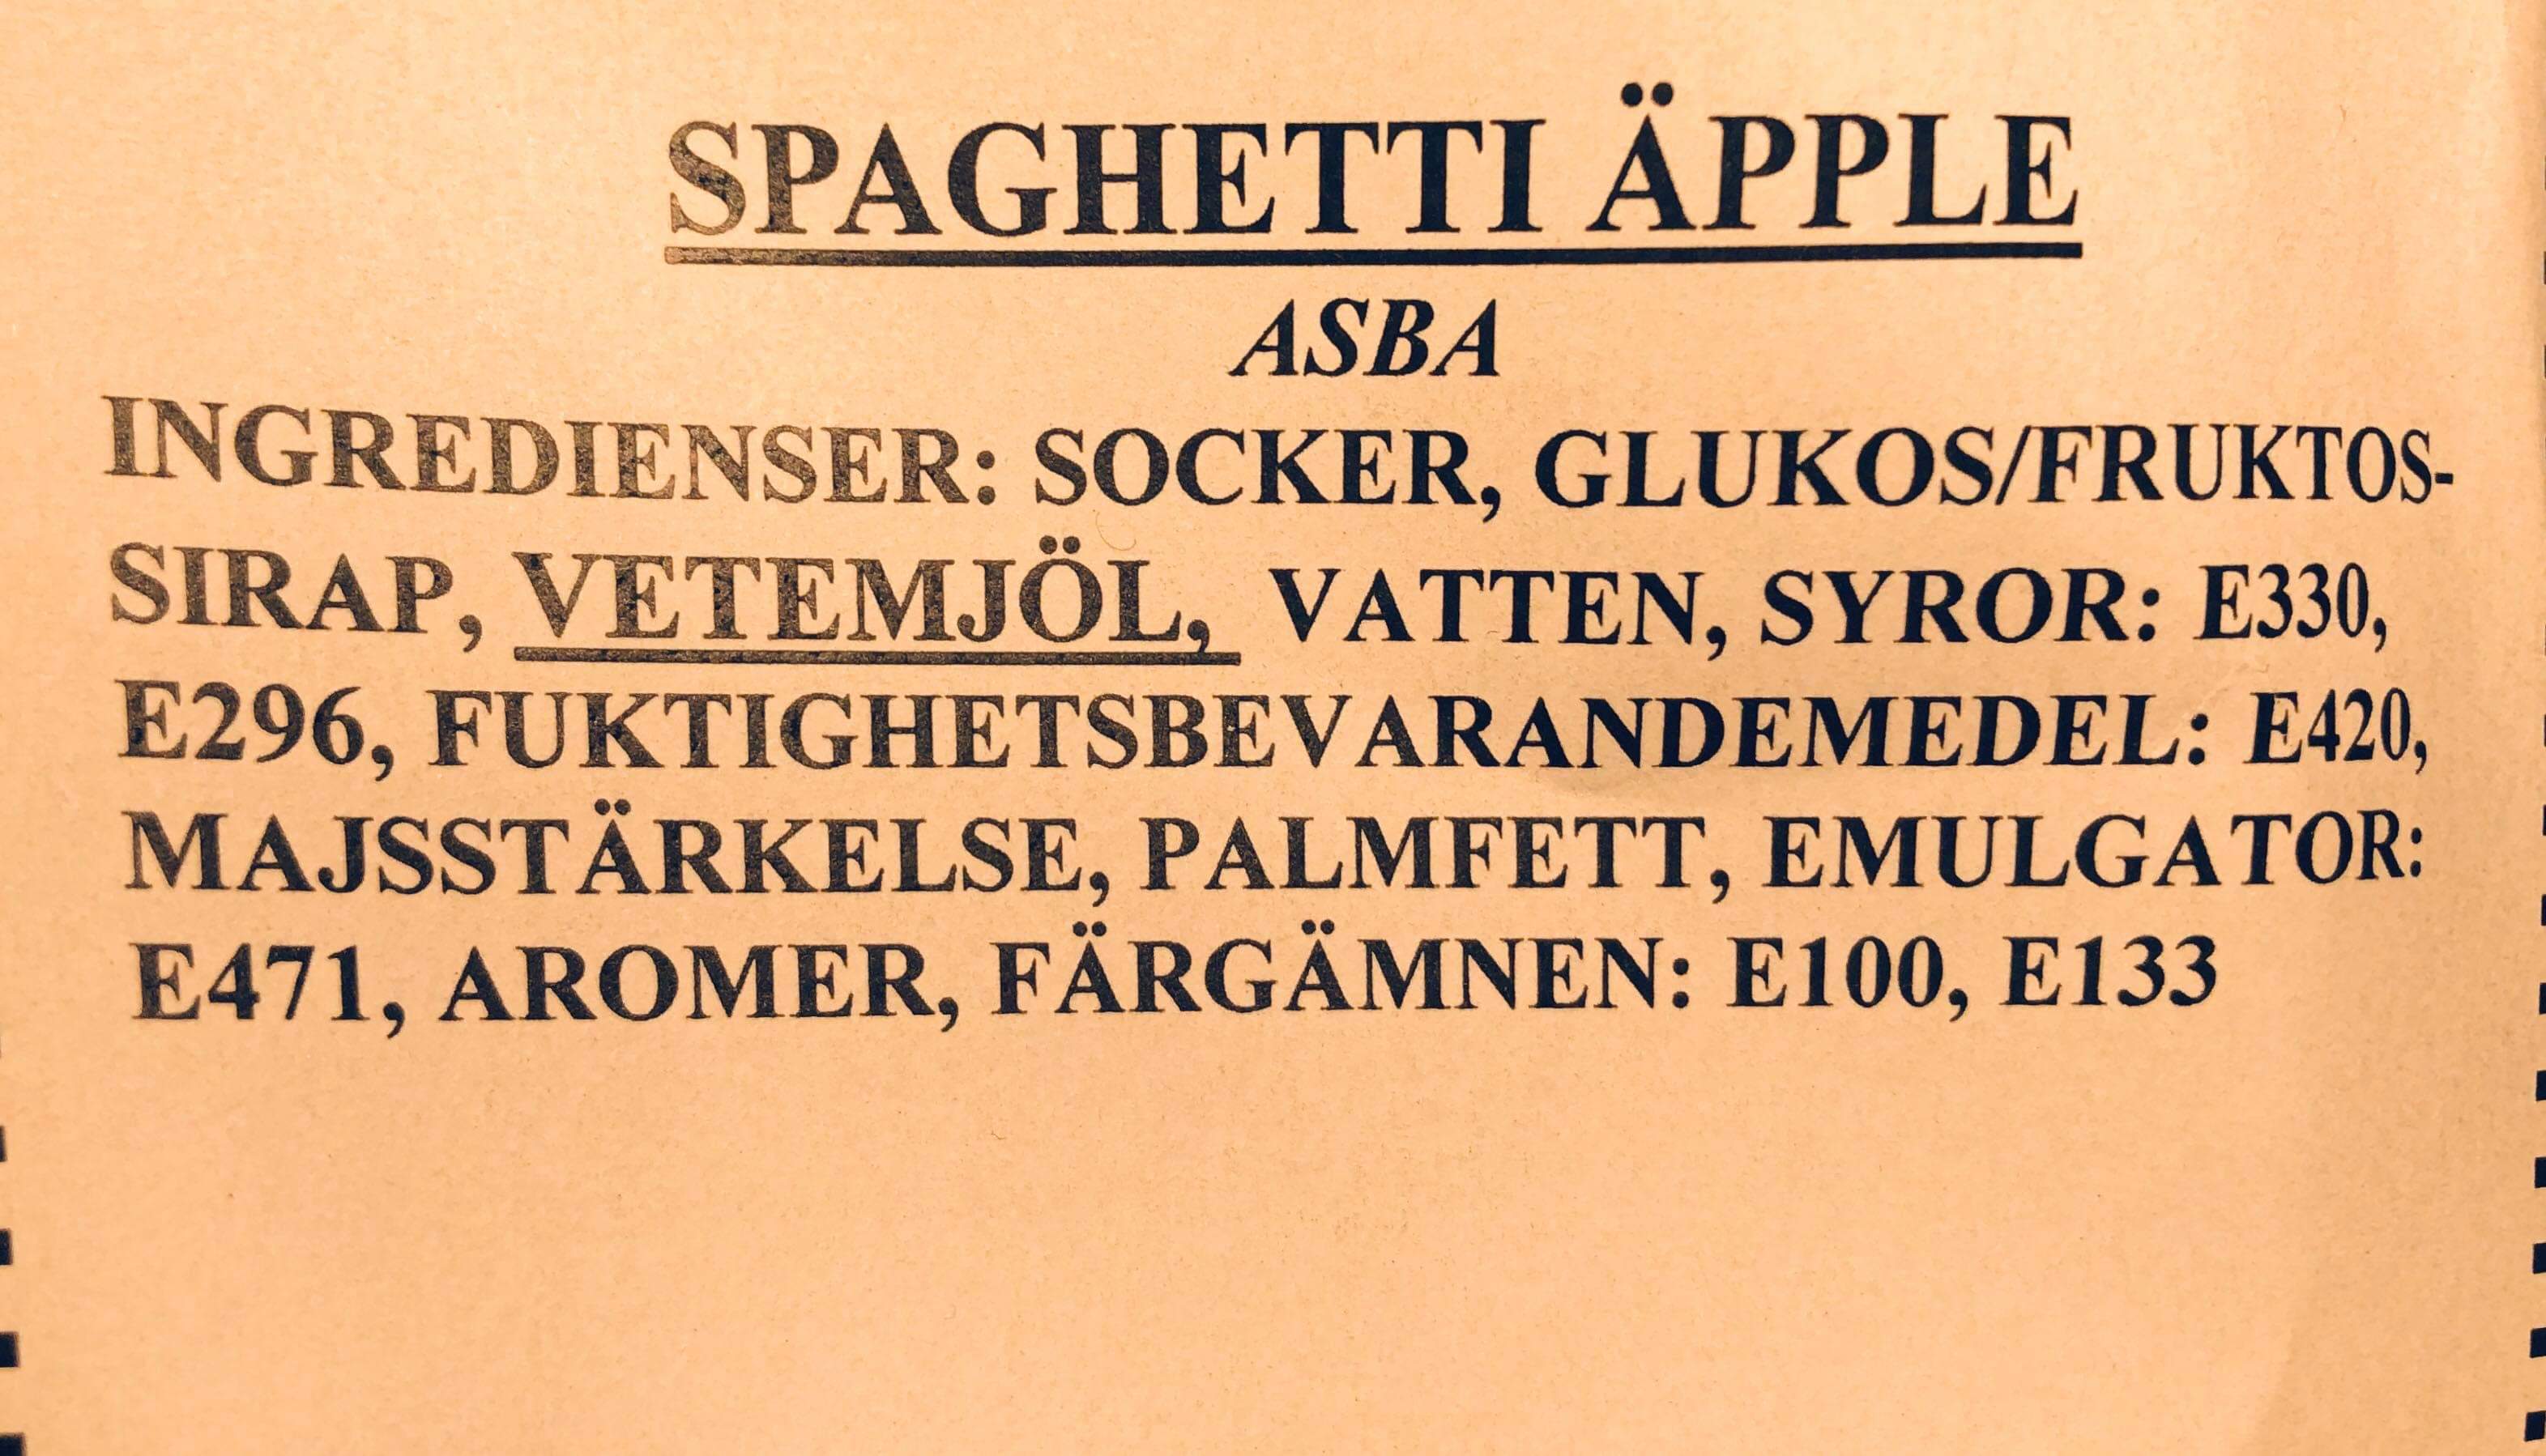 SPAGHETTI ÄPPLE
ASBA
INGREDIENSER: SOCKER, GLUKOS/FRUKTOS-
SIRAP, VETEMJÖL, VATTEN, SYROR: E330,
E296, FUKTIGHETSBEVARANDEMEDEL: E420,
MAJSSTÄRKELSE, PALMFETT, EMULGATOR:
E471, AROMER, FÄRGÄMNEN: E100, E133